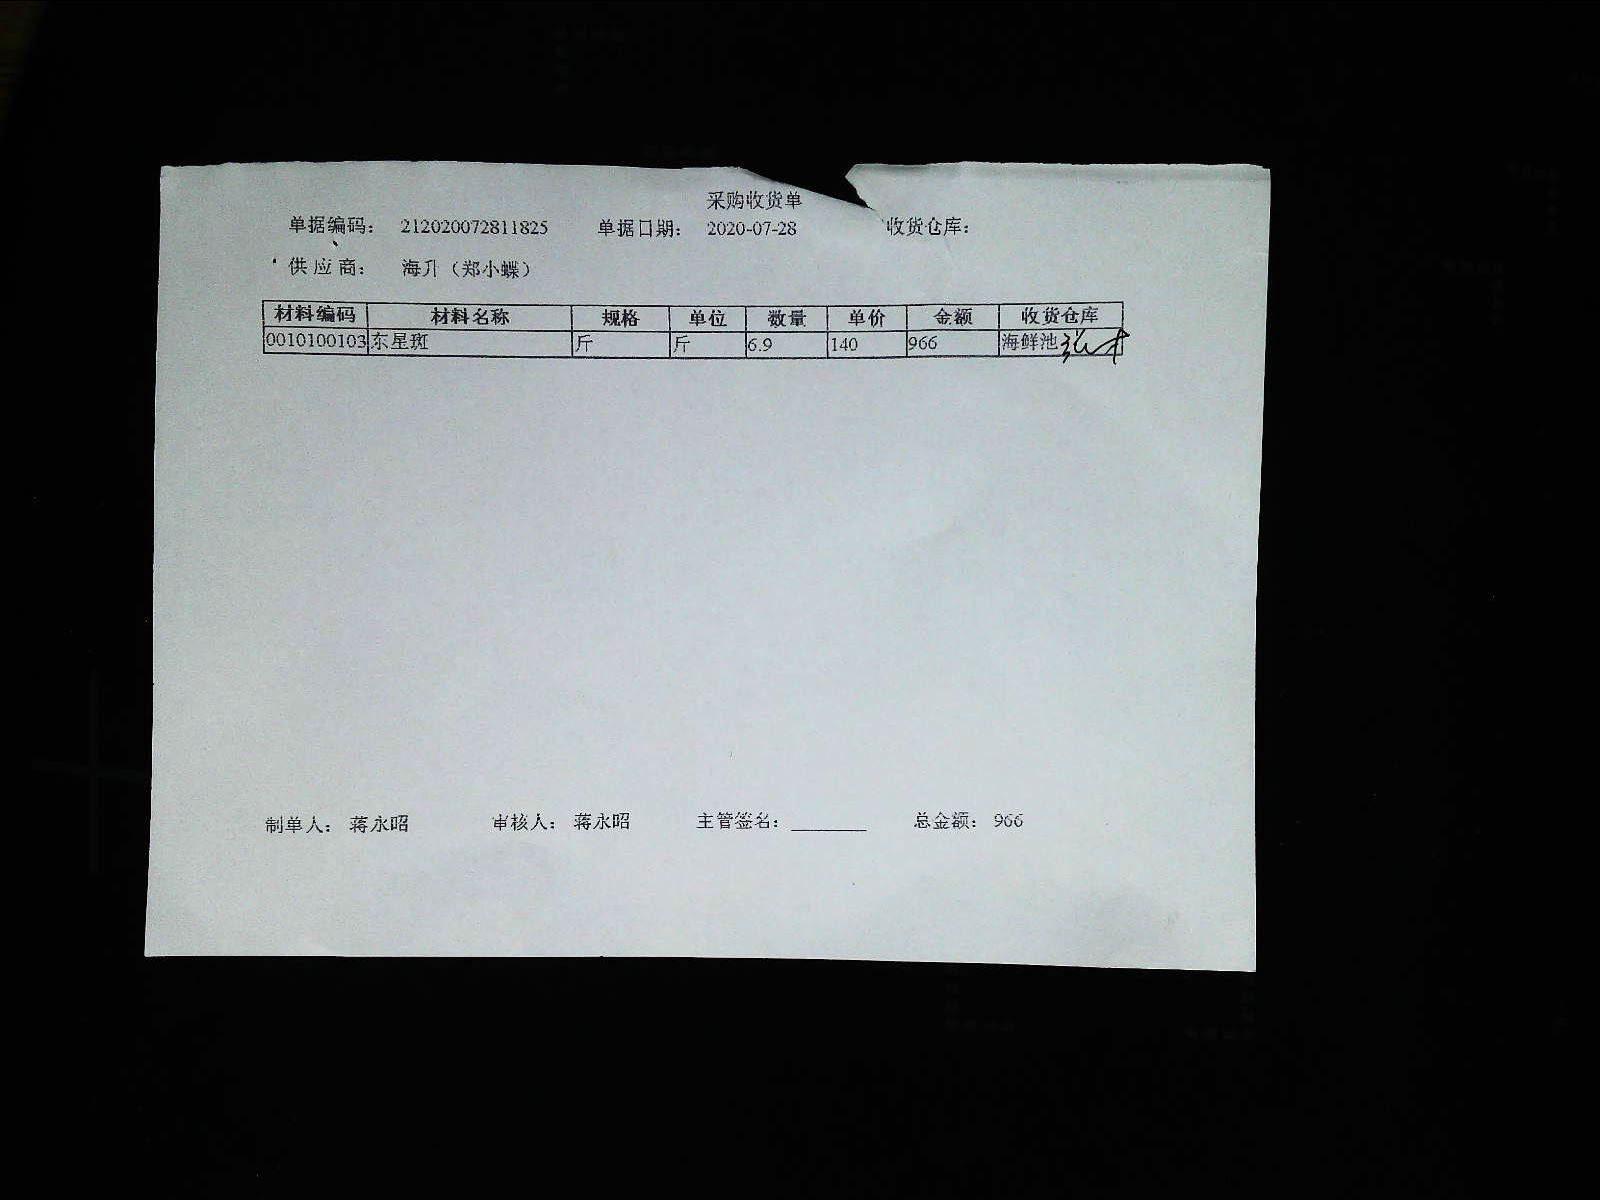 采购收货单
单据编码： 212020072811825 单据日期： 2020-07-28 收货仓库：
供应商： 海升（郑小蝶）
材料编码 材料名称 规格 单位 数量 单价 金额 收货仓库
0010100103 东星斑 斤 斤 6.9 140 966 海鲜池
制单人： 蒋永昭 审核人： 蒋永昭 主管签名：________ 总金额： 966